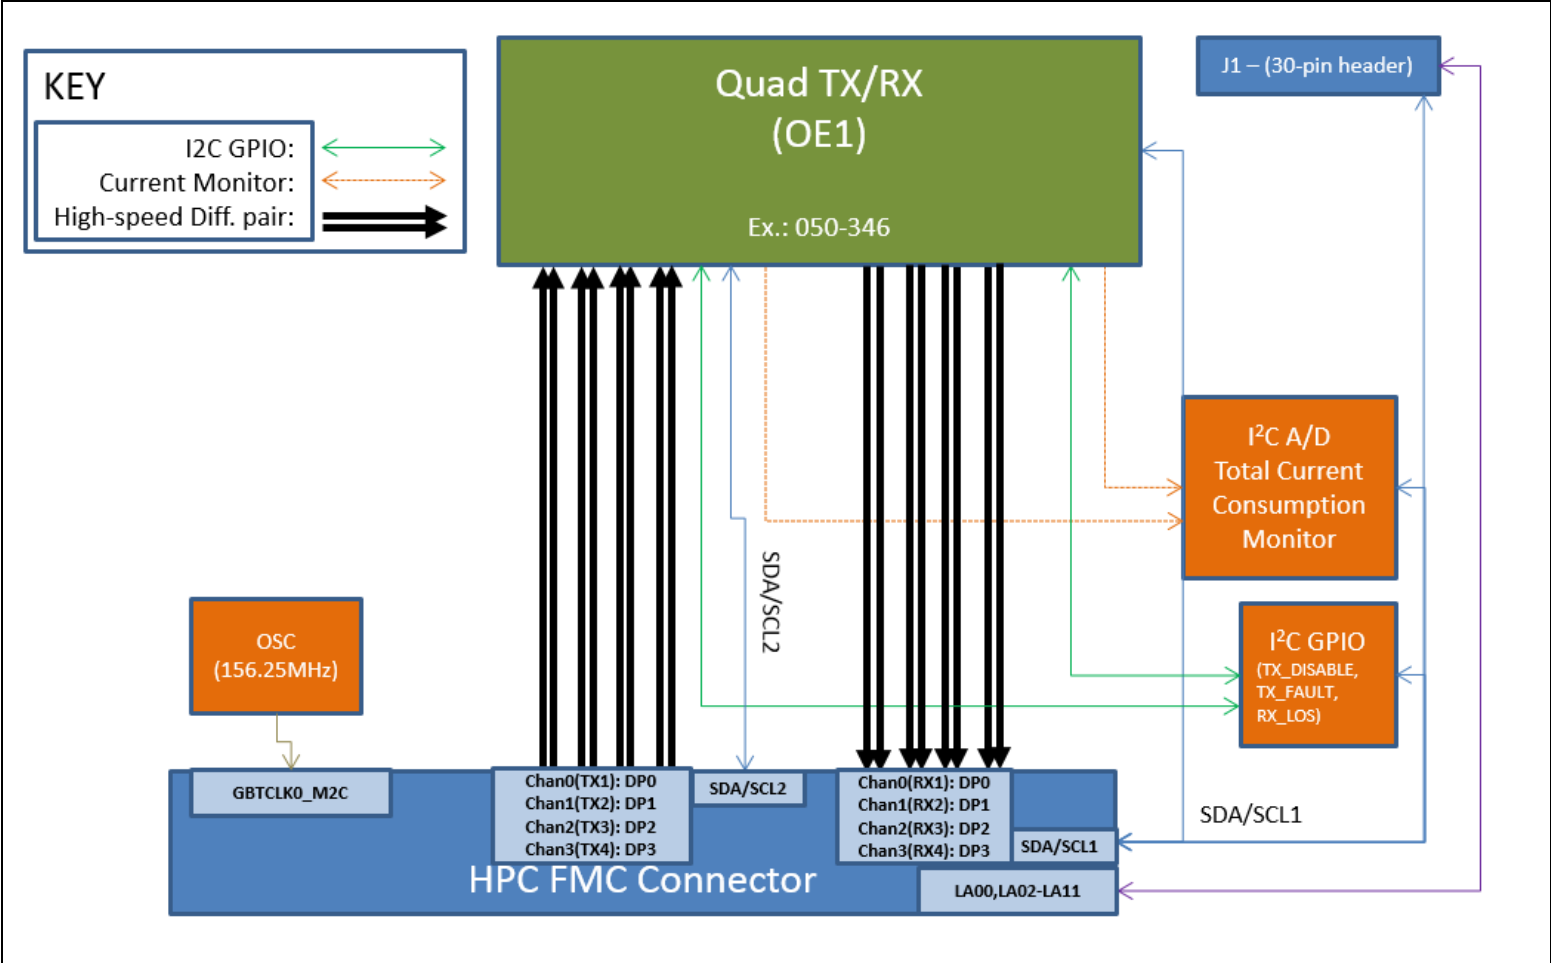 KEY
I2C GPIO:
Current Monitor:
High-speed Diff. pair:
Quad TX/RX
(OE1)
Ex.: 050-346
J1 – (30-pin header)
I²C A/D
Total Current
Consumption
Monitor
I²C GPIO
(TX_DISABLE,
TX_FAULT,
RX_LOS)
SDA/SCL2
OSC
(156.25MHz)
GBTCLK0_M2C
Chan0(TX1): DP0
Chan1(TX2): DP1
Chan2(TX3): DP2
Chan3(TX4): DP3
SDA/SCL2
Chan0(RX1): DP0
Chan1(RX2): DP1
Chan2(RX3): DP2
Chan3(RX4): DP3
SDA/SCL1
SDA/SCL1
HPC FMC Connector
LA00,LA02-LA11